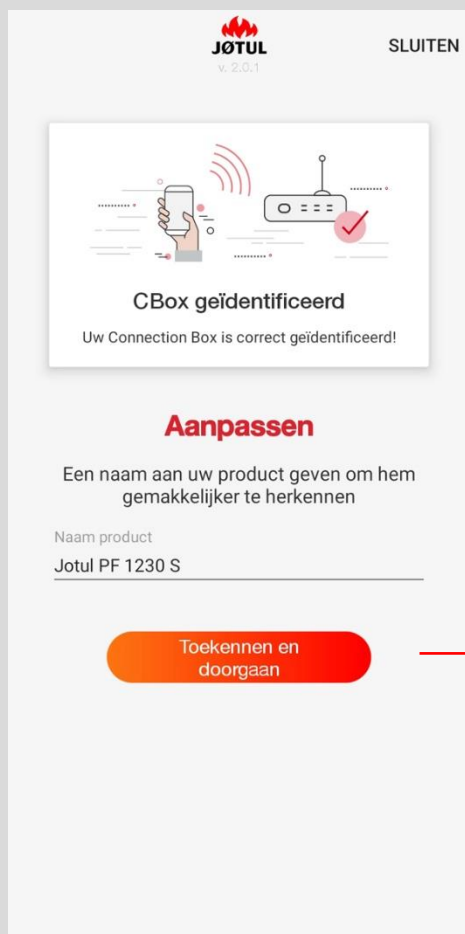 JØTUL
SLUITEN
v. 2.0.1
CBox geïdentificeerd
Uw Connection Box is correct geïdentificeerd!
Aanpassen
Een naam aan uw product geven om hem
gemakkelijker te herkennen
Naam product
Jotul PF 1230 S
Toekennen en
doorgaan